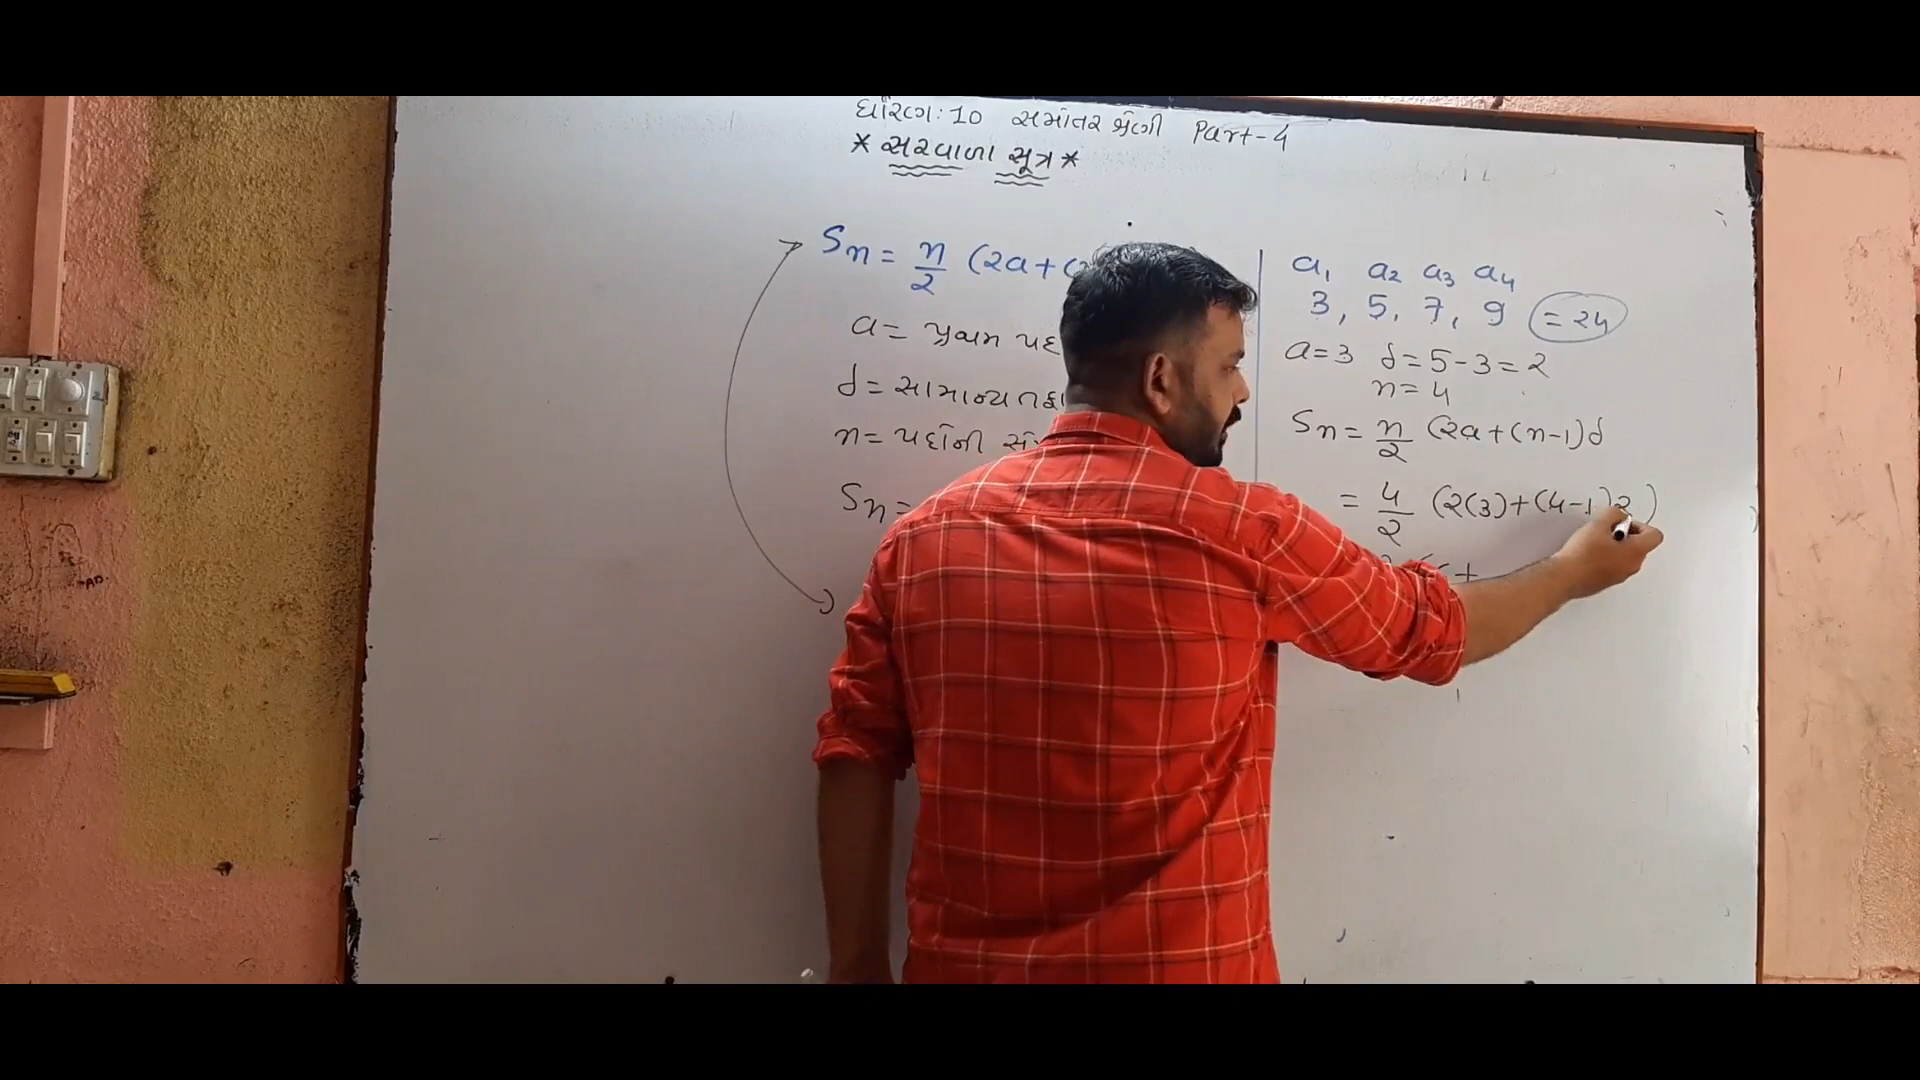 ધોરણ:10 સમાંતર શ્રેણી Part-4
* સરવાળા સૂત્ર *
Sn = n/2 (2a+(
a = પ્રથમ પદ
d = સામાન્ય તફા
n = પદોની સં
Sn =
a1 a2 a3 a4
3, 5, 7, 9 = 24
a=3 d=5-3=2
n=4
Sn = n/2 (2a+(n-1)d
= 4/2 (2(3)+(4-1)2)